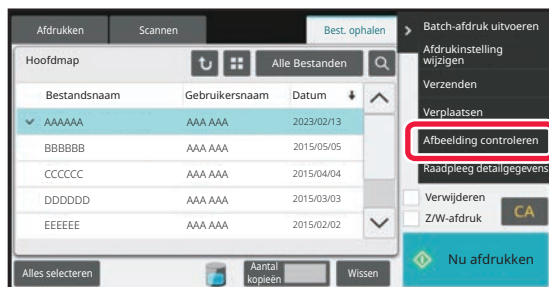 Afdrukken
Scannen
Best. ophalen
Hoofdmap
Alle Bestanden
Bestandsnaam
Gebruikersnaam
Datum
AAAAAA
AAA AAA
2023/02/13
BBBBBB
AAA AAA
2015/05/05
CCCCCC
AAA AAA
2015/04/04
DDDDDD
AAA AAA
2015/03/03
EEEEEE
AAA AAA
2015/02/02
Alles selecteren
Aantal
kopieën
Wissen
Batch-afdruk uitvoeren
Afdrukinstelling
wijzigen
Verzenden
Verplaatsen
Afbeelding controleren
Raadpleeg detailgegevens
Verwijderen
Z/W-afdruk
CA
Nu afdrukken